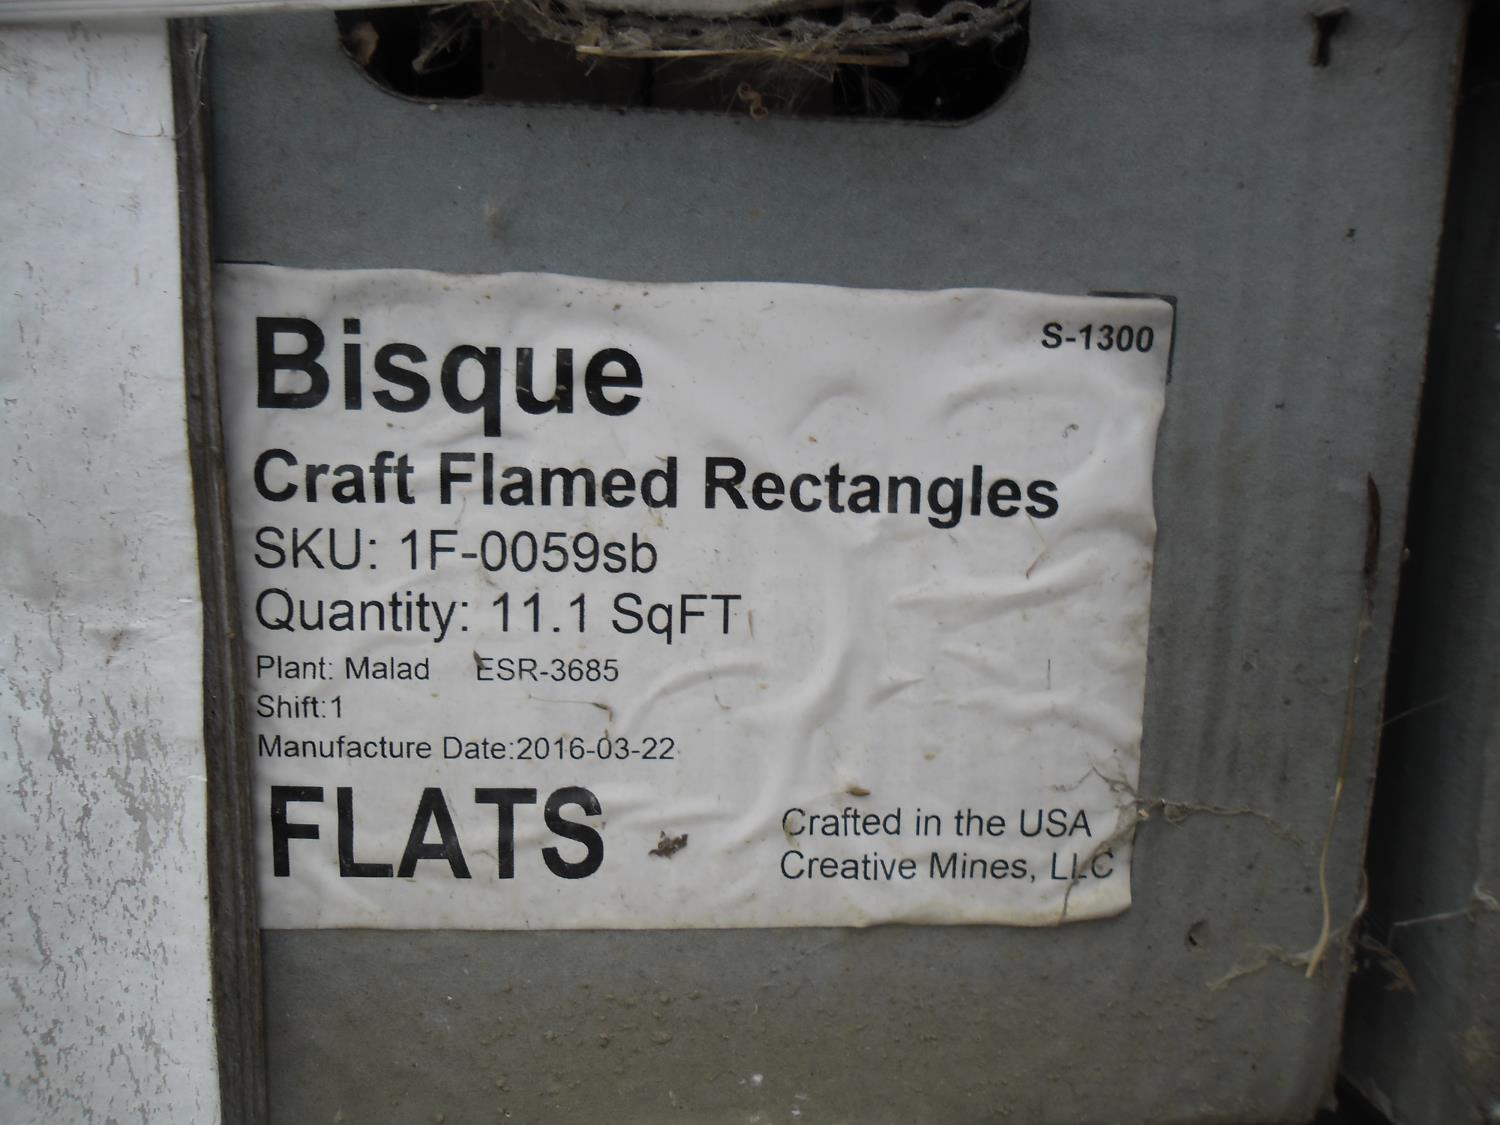 Bisque
S-1300
Craft Flamed Rectangles
SKU: 1F-0059sb
Quantity: 11.1 SqFT
Plant: Malad ESR-3685
Shift:1
Manufacture Date:2016-03-22
FLATS
Crafted in the USA
Creative Mines, LLC